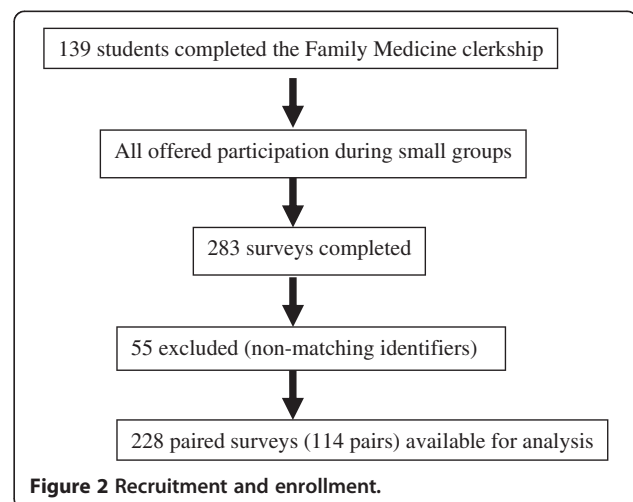 139 students completed the Family Medicine clerkship
All offered participation during small groups
283 surveys completed
55 excluded (non-matching identifiers)
228 paired surveys (114 pairs) available for analysis
Figure 2 Recruitment and enrollment.